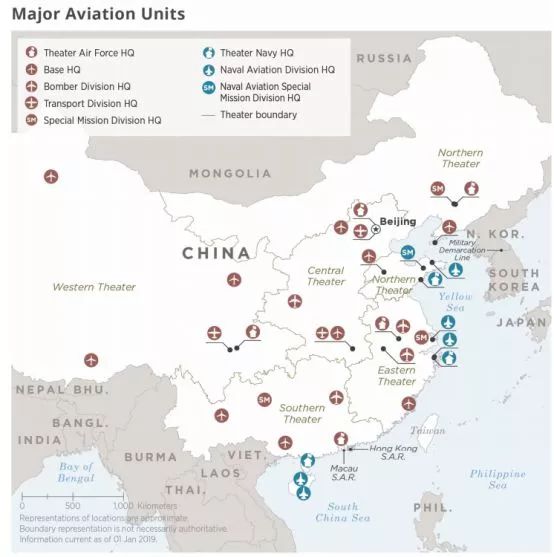 Major Aviation Units
Theater Air Force HQ
Base HQ
Bomber Division HQ
Transport Division HQ
SM Special Mission Division HQ
Theater Navy HQ
Naval Aviation Division HQ
SM Naval Aviation Special
Mission Division HQ
Theater boundary
RUSSIA
MONGOLIA
Northern
Theater
SM
Beijing
N. KOR.
Military
Demarcation
Line
SM
CHINA
Central
Theater
Northern
Theater
SOUTH
KOREA
Yellow
Sea
Western Theater
JAPAN
SM
Eastern
Theater
NEPAL BHU.
SM
Southern
Theater
BANGL.
INDIA
Taiwan
BURMA
VIET.
Hong Kong
S.A.R.
Macau
S.A.R.
LAOS
Bay of
Bengal
THAI.
Philippine
Sea
0 500 1,000 Kilometers
South
China Sea
PHIL.
Representations of locations are approximate.
Boundary representation is not necessarily authoritative.
Information current as of 01 Jan 2019.